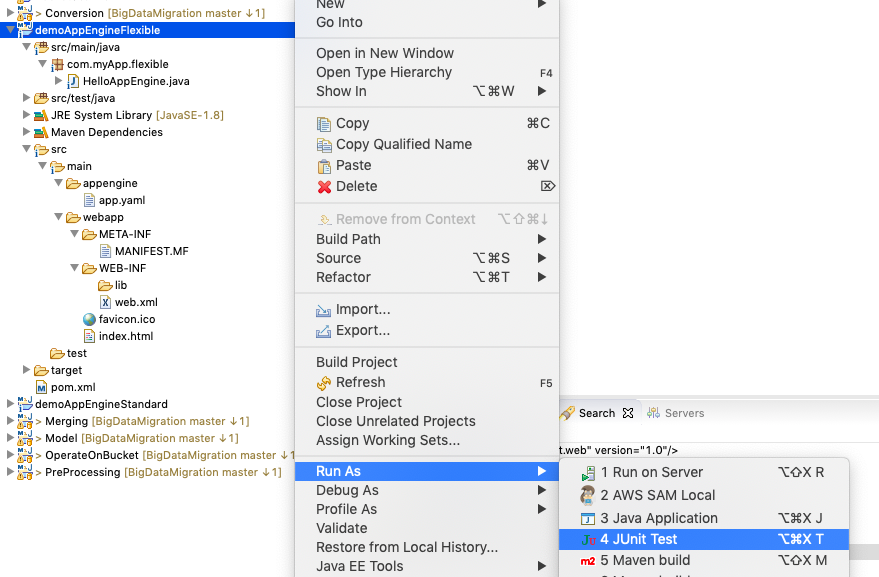 > Conversion [BigDataMigration master ↓1]
demoAppEngineFlexible
src/main/java
com.myApp.flexible
HelloAppEngine.java
src/test/java
JRE System Library [JavaSE-1.8]
Maven Dependencies
src
main
appengine
app.yaml
webapp
META-INF
MANIFEST.MF
WEB-INF
lib
web.xml
favicon.ico
index.html
test
target
pom.xml
demoAppEngineStandard
> Merging [BigDataMigration master ↓1]
> Model [BigDataMigration master ↓1]
> OperateOnBucket [BigDataMigration master ↓1]
> PreProcessing [BigDataMigration master ↓1]
New
Go Into
Open in New Window
Open Type Hierarchy F4
Show In ⌥⌘W
Copy ⌘C
Copy Qualified Name
Paste ⌘V
Delete ⌦
Remove from Context ⌥⇧⌘↓
Build Path
Source ⌥⌘S
Refactor ⌥⌘T
Import...
Export...
Build Project
Refresh F5
Close Project
Close Unrelated Projects
Assign Working Sets...
Run As
Debug As
Profile As
Validate
Restore from Local History...
Java EE Tools
Search Servers
t.web" version="1.0"/>
1 Run on Server ⌥⇧X R
2 AWS SAM Local
3 Java Application ⌥⌘X J
4 JUnit Test ⌥⌘X T
5 Maven build ⌥⇧X M